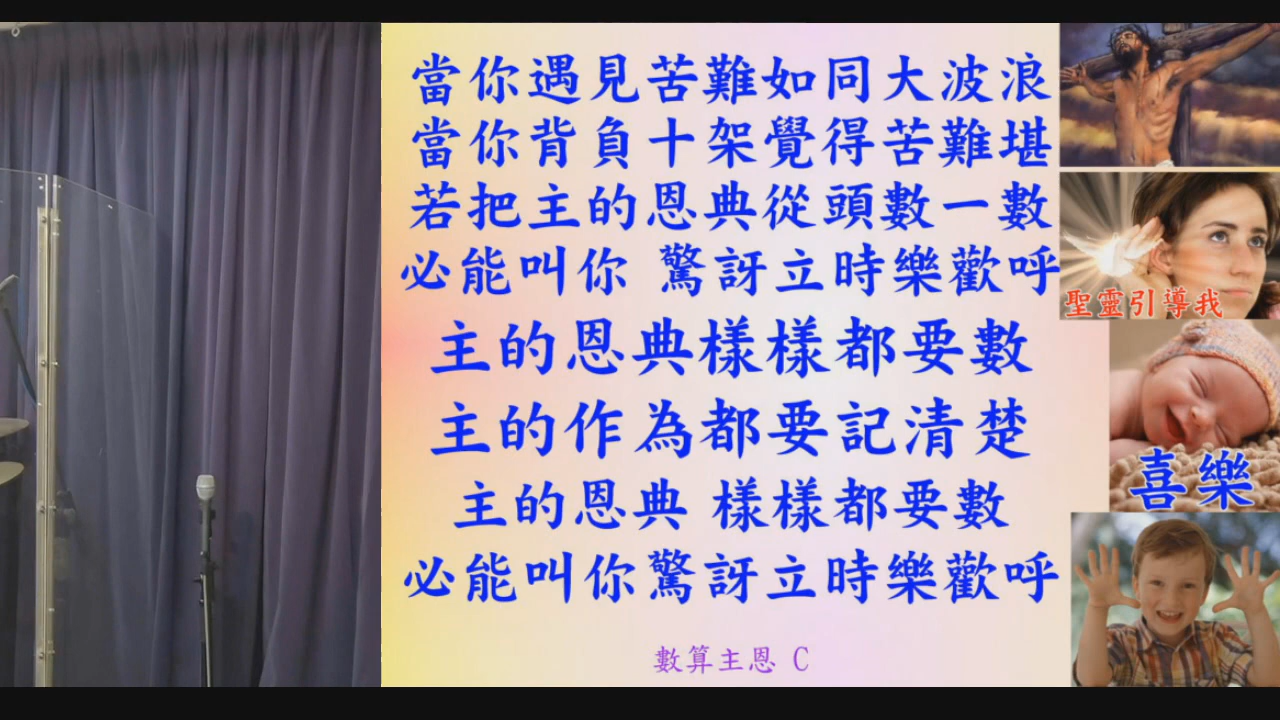 當你遇見苦難如同大波浪
當你背負十架覺得苦難堪
若把主的恩典從頭數一數
必能叫你 驚訝立時樂歡呼
主的恩典樣樣都要數
主的作為都要記清楚
主的恩典 樣樣都要數
必能叫你驚訝立時樂歡呼
數算主恩 C
聖靈引導我
喜樂